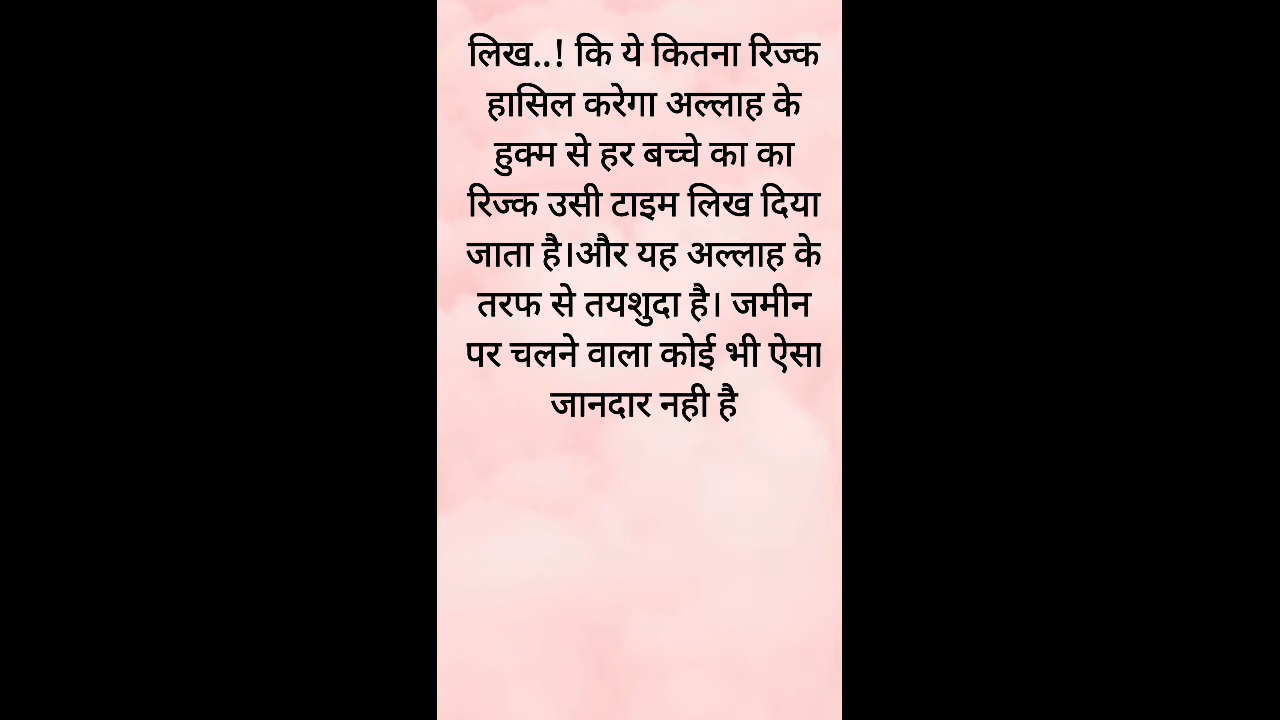 लिख..! कि ये कितना रिज्क
हासिल करेगा अल्लाह के
हुक्म से हर बच्चे का का
रिज्क उसी टाइम लिख दिया
जाता है।और यह अल्लाह के
तरफ से तयशुदा है। जमीन
पर चलने वाला कोई भी ऐसा
जानदार नही है